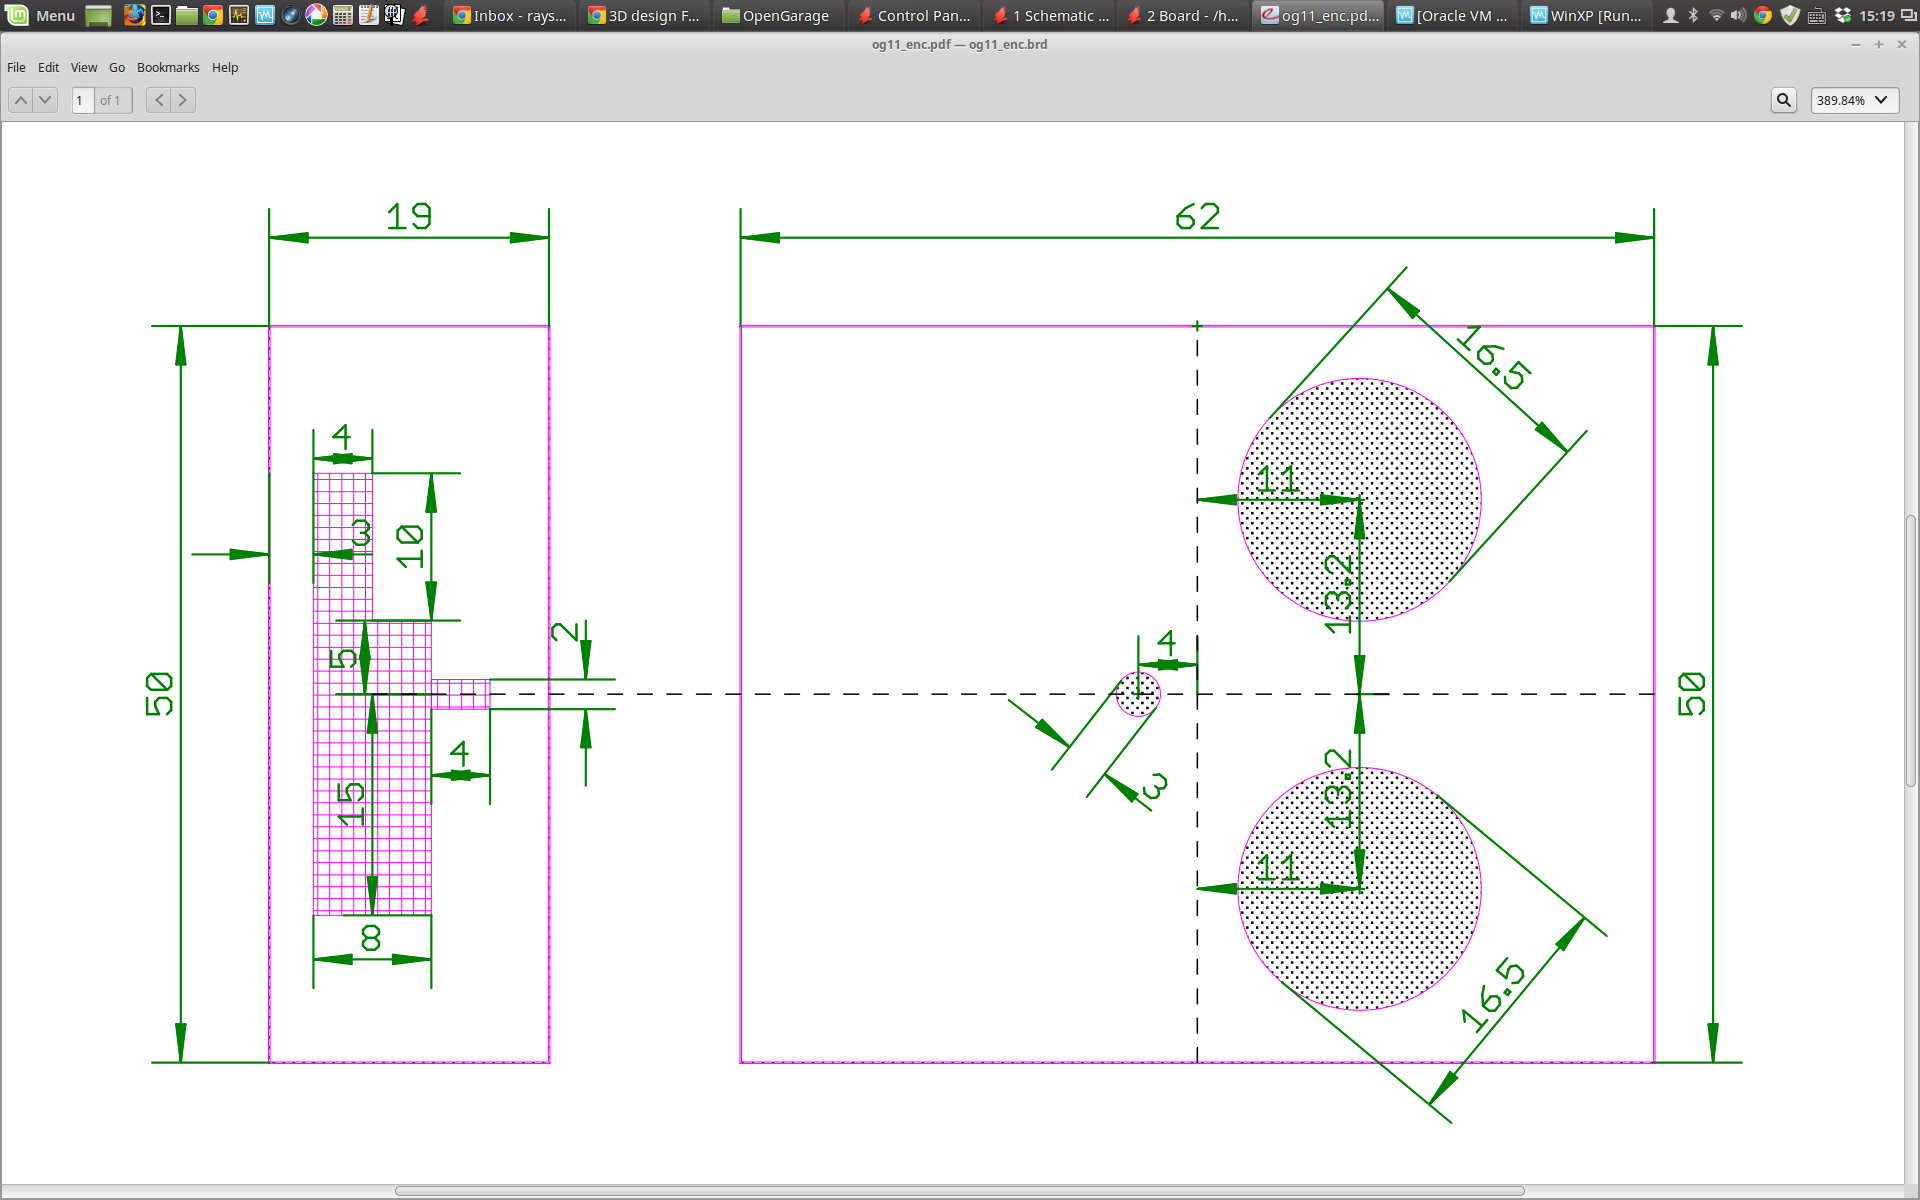 Menu
Inbox - rays...
3D design F...
OpenGarage
Control Pan...
1 Schematic ...
2 Board - /h...
og11_enc.pd...
[Oracle VM ...
WinXP [Run...
15:19
og11_enc.pdf — og11_enc.brd
File Edit View Go Bookmarks Help
1 of 1
389.84%
19
62
16.5
4
11
3
10
13.2
2
4
5
50
50
4
13.2
3
15
11
8
16.5